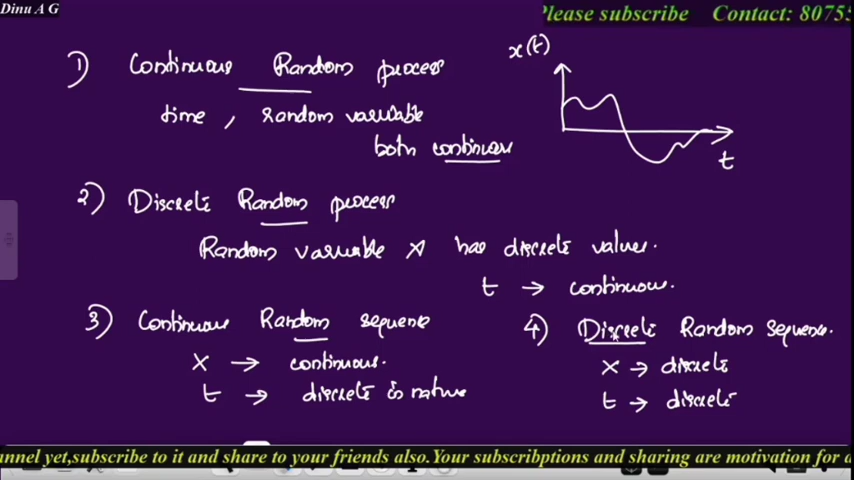 Dinu A G
Please subscribe Contact: 80755
1) Continuous Random process
time, random variable
both continuous
x(t)
t
2) Discrete Random process
Random variable X has discrete values.
t → continuous.
3) Continuous Random sequence
X → continuous.
t → discrete in nature
4) Discrete Random Sequence.
X → discrete
t → discrete
nnel yet,subscribe to it and share to your friends also.Your subscribptions and sharing are motivation for a